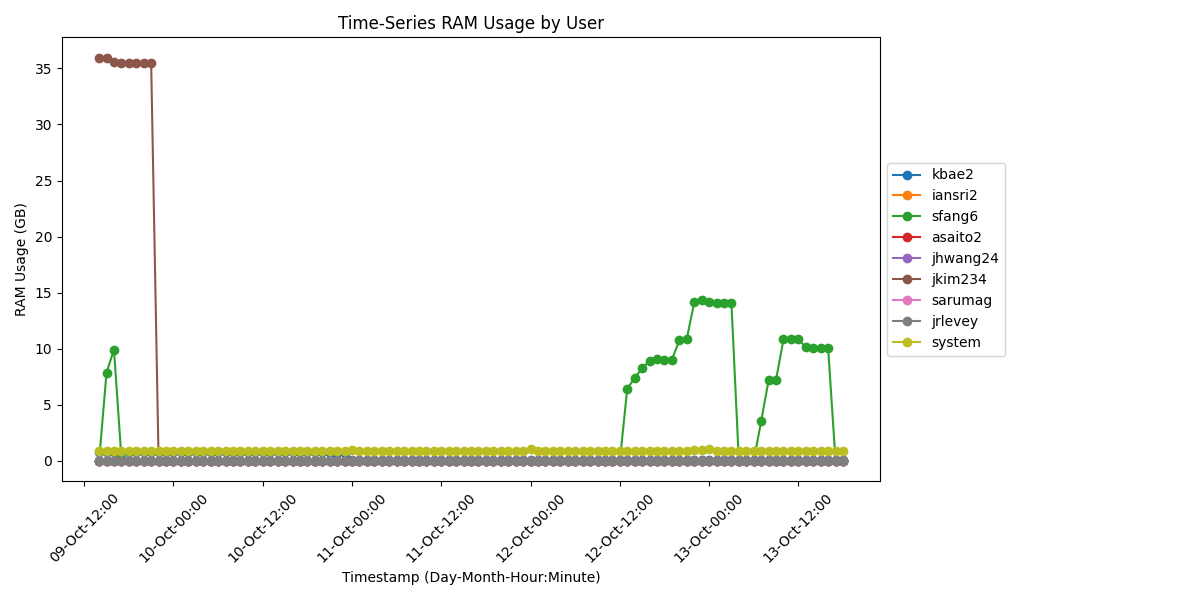 Time-Series RAM Usage by User
RAM Usage (GB)
35
30
25
20
15
10
5
0
09-Oct-12:00
10-Oct-00:00
10-Oct-12:00
11-Oct-00:00
11-Oct-12:00
12-Oct-00:00
12-Oct-12:00
13-Oct-00:00
13-Oct-12:00
Timestamp (Day-Month-Hour:Minute)
kbae2
iansri2
sfang6
asaito2
jhwang24
jkim234
sarumag
jrlevey
system